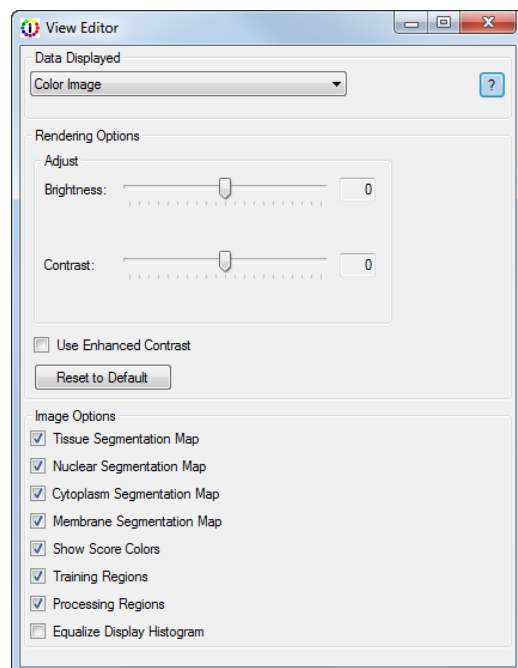 View Editor
Data Displayed
Color Image
?
Rendering Options
Adjust
Brightness: 0
Contrast: 0
Use Enhanced Contrast
Reset to Default
Image Options
Tissue Segmentation Map
Nuclear Segmentation Map
Cytoplasm Segmentation Map
Membrane Segmentation Map
Show Score Colors
Training Regions
Processing Regions
Equalize Display Histogram